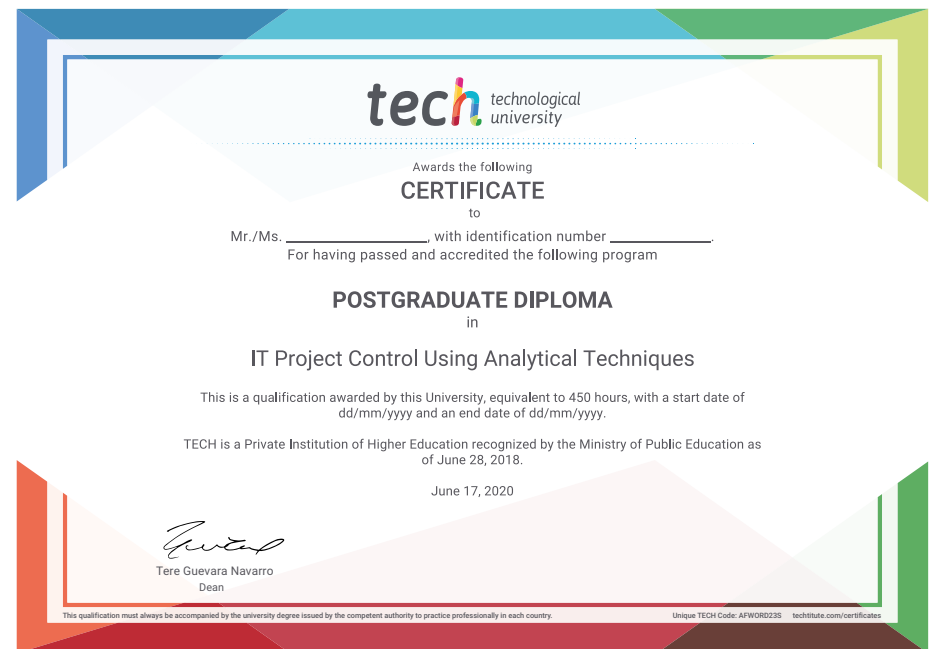 tech technological
university
Awards the following
CERTIFICATE
to
Mr./Ms. ____________________, with identification number ______________.
For having passed and accredited the following program
POSTGRADUATE DIPLOMA
in
IT Project Control Using Analytical Techniques
This is a qualification awarded by this University, equivalent to 450 hours, with a start date of
dd/mm/yyyy and an end date of dd/mm/yyyy.
TECH is a Private Institution of Higher Education recognized by the Ministry of Public Education as
of June 28, 2018.
June 17, 2020
Tere Guevara Navarro
Dean
This qualification must always be accompanied by the university degree issued by the competent authority to practice professionally in each country. Unique TECH Code: AFWORD23S techtitute.com/certificates